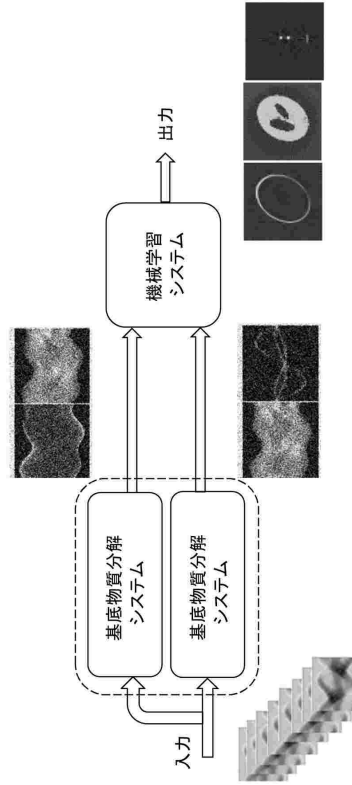 入力
基底物質分解
システム
基底物質分解
システム
機械学習
システム
出力